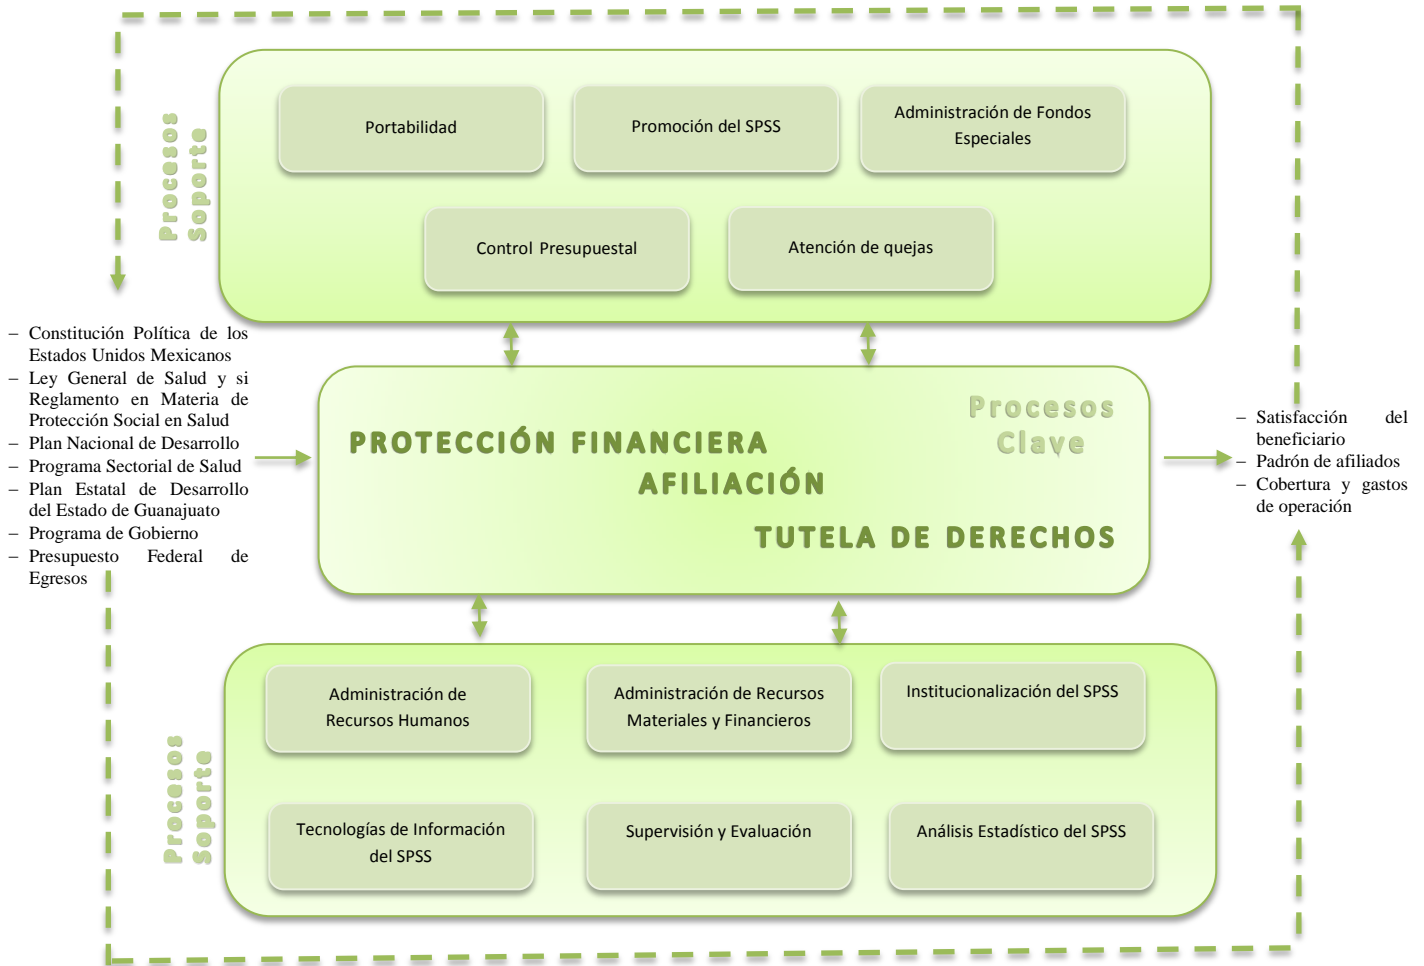 Procesos
Soporte
Portabilidad
Promoción del SPSS
Administración de Fondos
Especiales
Control Presupuestal
Atención de quejas
– Constitución Política de los
Estados Unidos Mexicanos
– Ley General de Salud y si
Reglamento en Materia de
Protección Social en Salud
– Plan Nacional de Desarrollo
– Programa Sectorial de Salud
– Plan Estatal de Desarrollo
del Estado de Guanajuato
– Programa de Gobierno
– Presupuesto Federal de
Egresos
Procesos
Clave
PROTECCIÓN FINANCIERA
AFILIACIÓN
TUTELA DE DERECHOS
– Satisfacción del
beneficiario
– Padrón de afiliados
– Cobertura y gastos
de operación
Procesos
Soporte
Administración de
Recursos Humanos
Administración de Recursos
Materiales y Financieros
Institucionalización del SPSS
Tecnologías de Información
del SPSS
Supervisión y Evaluación
Análisis Estadístico del SPSS